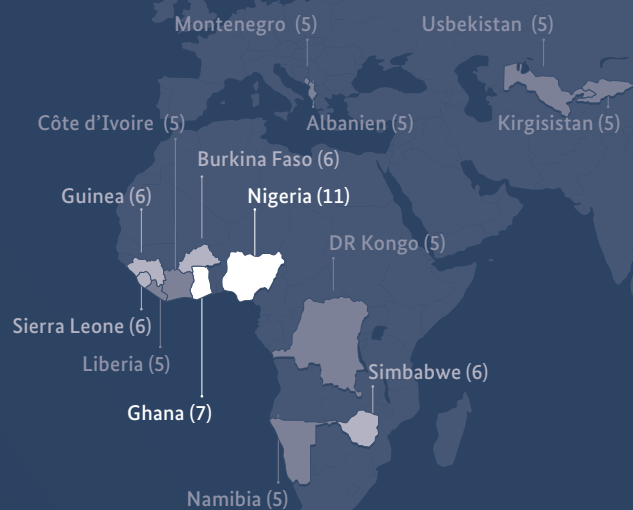 Montenegro (5)
Usbekistan (5)
Côte d'Ivoire (5)
Albanien (5)
Kirgisistan (5)
Burkina Faso (6)
Guinea (6)
Nigeria (11)
DR Kongo (5)
Sierra Leone (6)
Liberia (5)
Simbabwe (6)
Ghana (7)
Namibia (5)